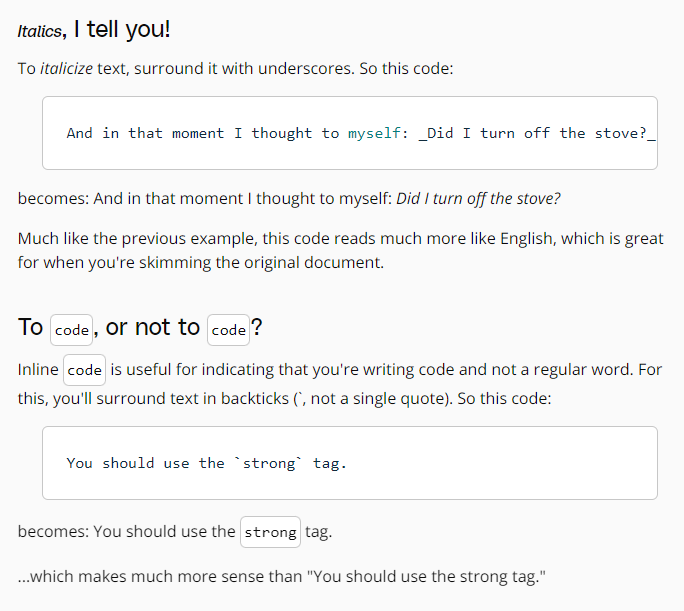 Italics, I tell you!
To italicize text, surround it with underscores. So this code:
And in that moment I thought to myself: _Did I turn off the stove?_
becomes: And in that moment I thought to myself: Did I turn off the stove?
Much like the previous example, this code reads much more like English, which is great
for when you're skimming the original document.
To code, or not to code?
Inline code is useful for indicating that you're writing code and not a regular word. For
this, you'll surround text in backticks (`, not a single quote). So this code:
You should use the `strong` tag.
becomes: You should use the strong tag.
...which makes much more sense than "You should use the strong tag."